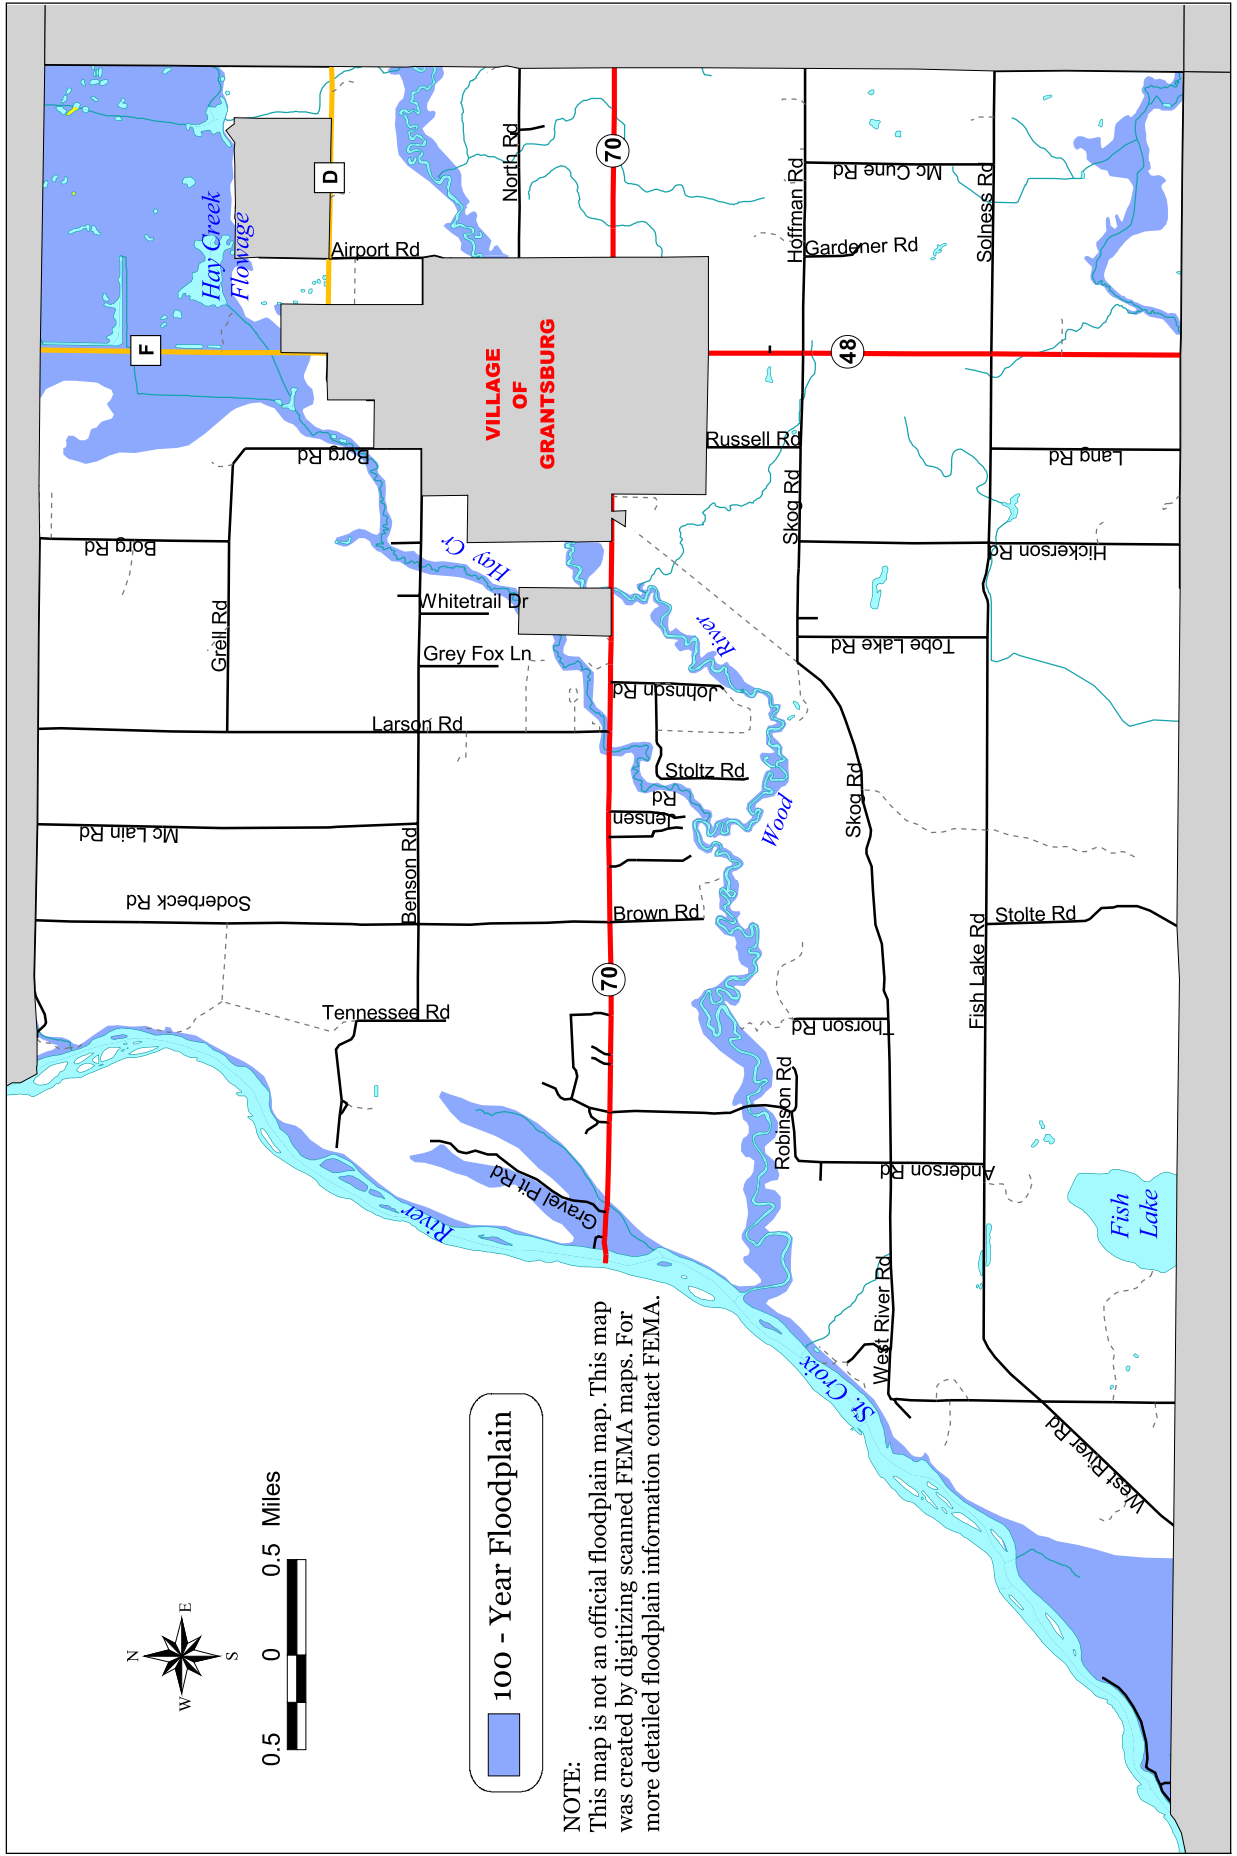 Hay Creek
Flowage
D
Airport Rd
North Rd
70
Hoffman Rd
Mc Cune Rd
Gardener Rd
Solness Rd
F
VILLAGE
OF
GRANTSBURG
48
Borg Rd
Russell Rd
Skog Rd
Lang Rd
Borg Rd
Hay Cr
Hickerson Rd
Grell Rd
Whitetrail Dr
Grey Fox Ln
River
Tobe Lake Rd
Larson Rd
Johnson Rd
Stoltz Rd
Jensen
Rd
Wood
Skog Rd
Mc Lain Rd
Benson Rd
Soderbeck Rd
Brown Rd
Fish Lake Rd
Stolte Rd
70
Tennessee Rd
Thorson Rd
Robinson Rd
Anderson Rd
Gravel Pit Rd
River
Fish
Lake
West River Rd
St. Croix
West River Rd
N
E
S
W
0.5
0
0.5
Miles
100 - Year Floodplain
NOTE:
This map is not an official floodplain map. This map
was created by digitizing scanned FEMA maps. For
more detailed floodplain information contact FEMA.